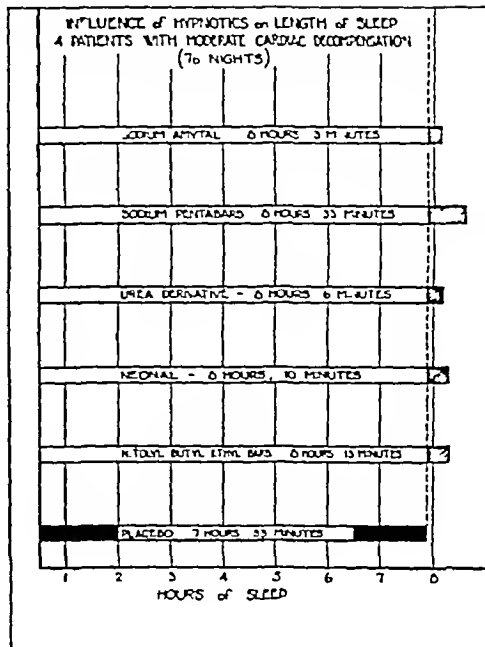 INFLUENCE of HYPNOTICS on LENGTH of SLEEP
4 PATIENTS WITH MODERATE CARDIAC DECOMPENSATION
(70 NIGHTS)
SODIUM AMYTAL 8 HOURS 3 MINUTES
SODIUM PENTABARB 8 HOURS 33 MINUTES
UREA DERIVATIVE - 8 HOURS 6 MINUTES
NEONAL - 8 HOURS, 10 MINUTES
BUTYL ETHYL BARB 8 HOURS 13 MINUTES
PLACEBO 7 HOURS 53 MINUTES
1 2 3 4 5 6 7 8
HOURS of SLEEP